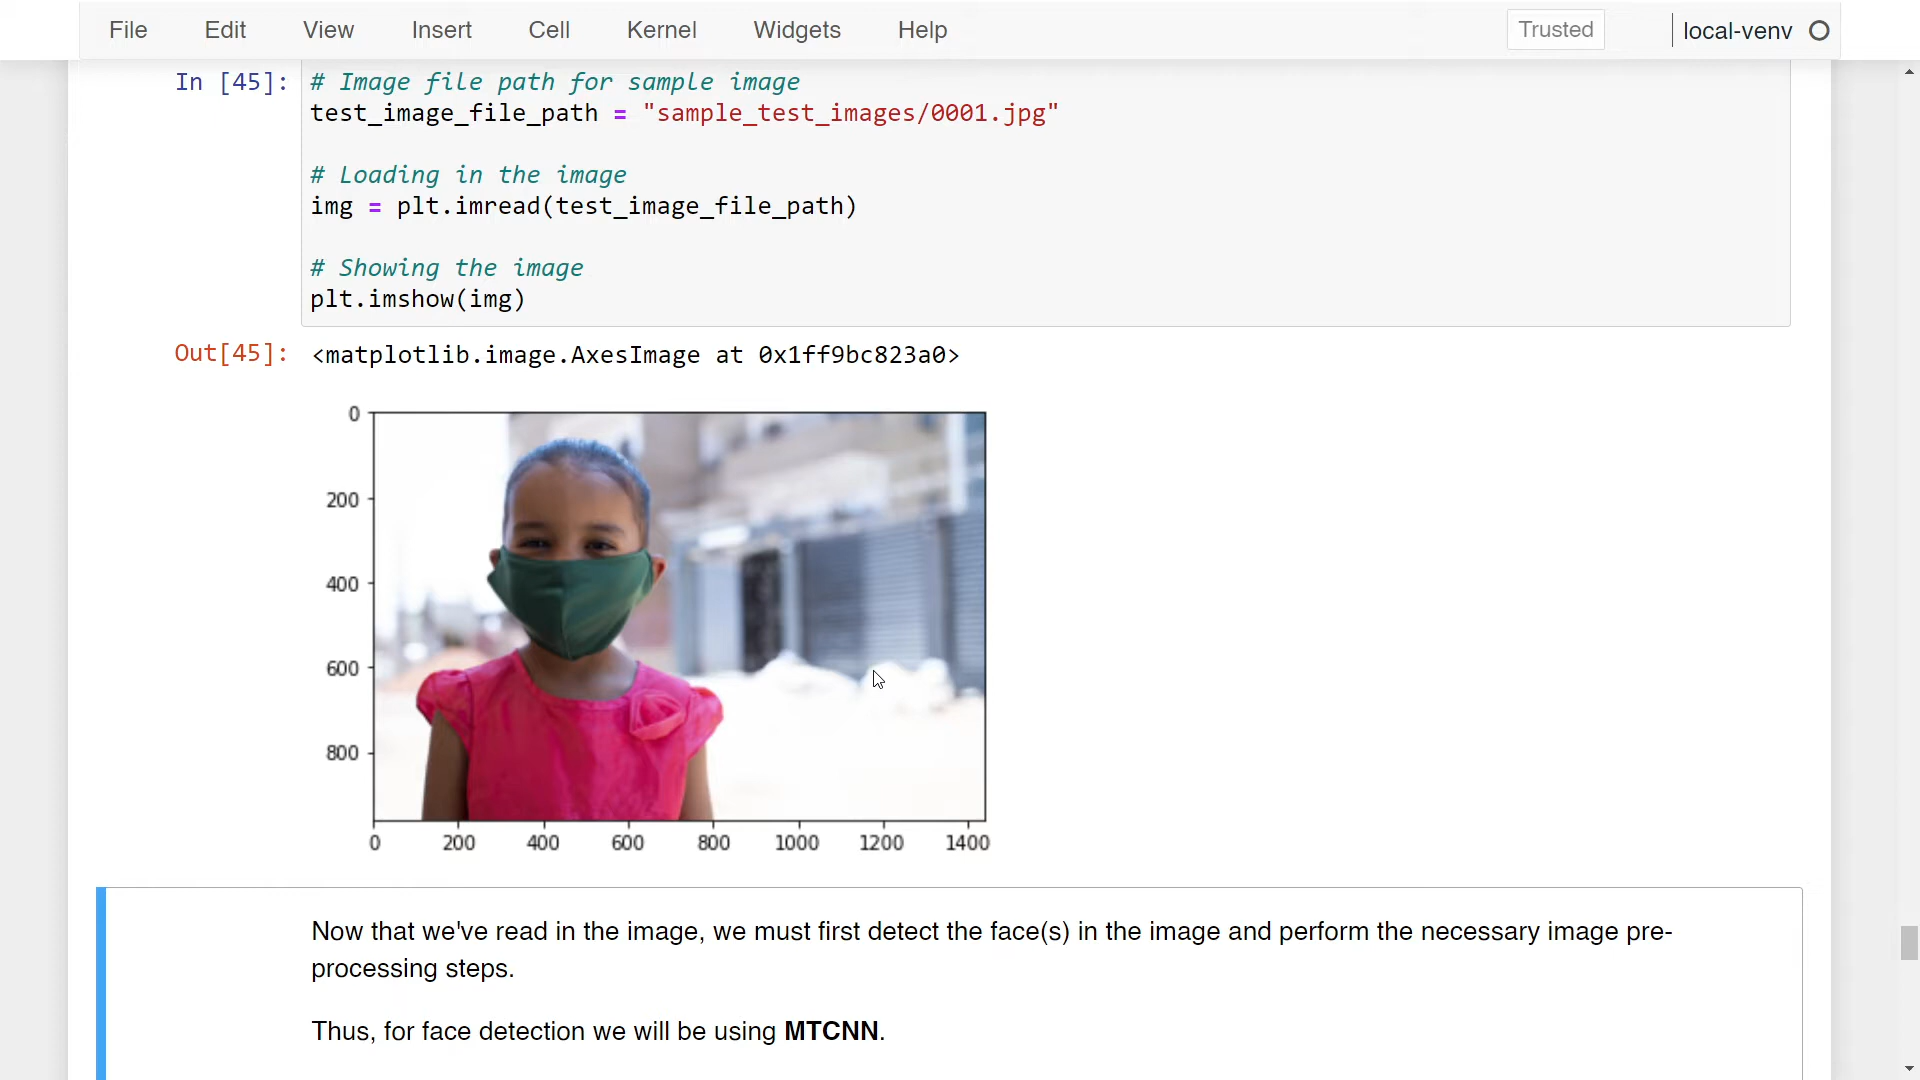 File Edit View Insert Cell Kernel Widgets Help Trusted local-venv
In [45]: # Image file path for sample image
test_image_file_path = "sample_test_images/0001.jpg"
# Loading in the image
img = plt.imread(test_image_file_path)
# Showing the image
plt.imshow(img)
Out[45]: <matplotlib.image.AxesImage at 0x1ff9bc823a0>
0
200
400
600
800
0 200 400 600 800 1000 1200 1400
Now that we've read in the image, we must first detect the face(s) in the image and perform the necessary image pre-
processing steps.
Thus, for face detection we will be using MTCNN.